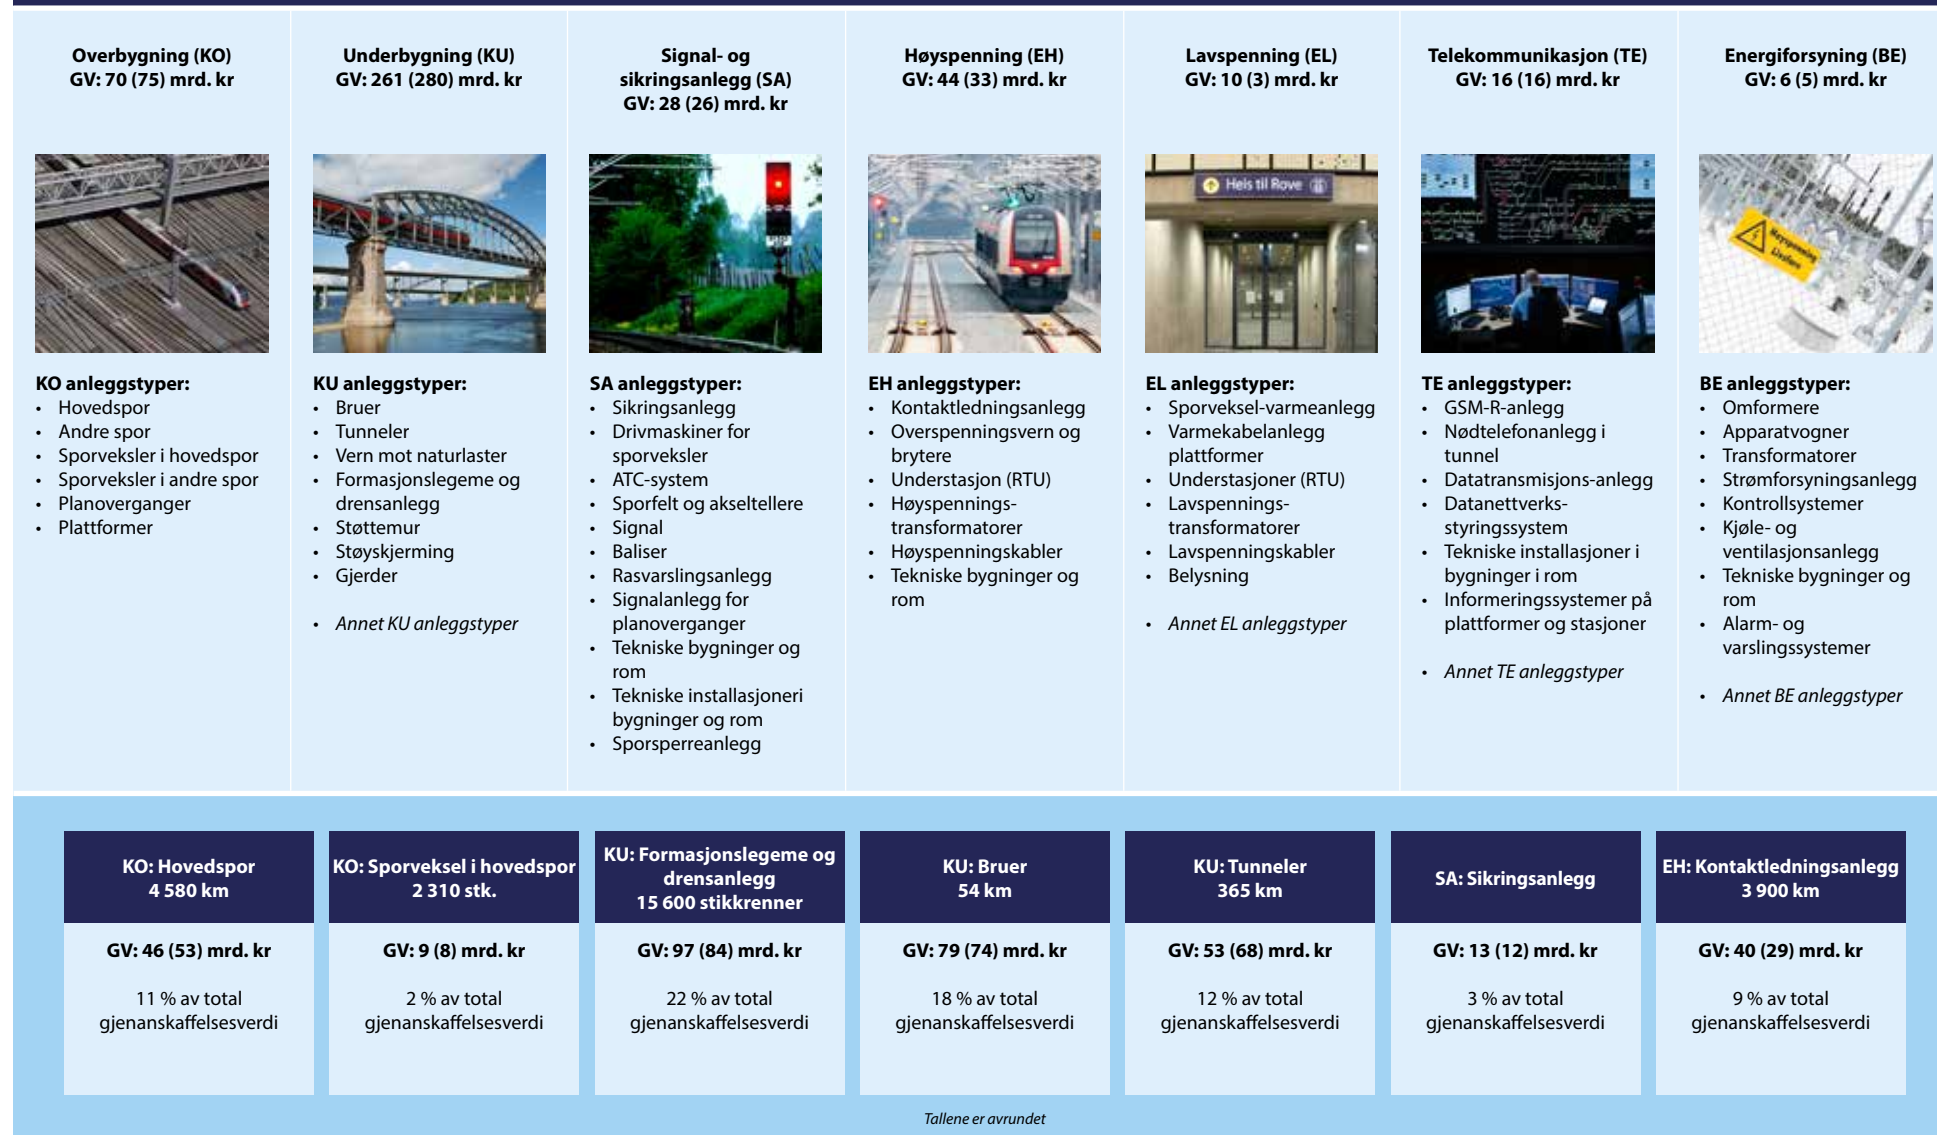 Overbygning (KO)
GV: 70 (75) mrd. kr
Underbygning (KU)
GV: 261 (280) mrd. kr
Signal- og
sikringsanlegg (SA)
GV: 28 (26) mrd. kr
Høyspenning (EH)
GV: 44 (33) mrd. kr
Lavspenning (EL)
GV: 10 (3) mrd. kr
Telekommunikasjon (TE)
GV: 16 (16) mrd. kr
Energiforsyning (BE)
GV: 6 (5) mrd. kr
Heis til Rove
Høyspenning
Livsfare
KO anleggstyper:
• Hovedspor
• Andre spor
• Sporveksler i hovedspor
• Sporveksler i andre spor
• Planoverganger
• Plattformer
KU anleggstyper:
• Bruer
• Tunneler
• Vern mot naturlaster
• Formasjonslegeme og
drensanlegg
• Støttemur
• Støyskjerming
• Gjerder
• Annet KU anleggstyper
SA anleggstyper:
• Sikringsanlegg
• Drivmaskiner for
sporveksler
• ATC-system
• Sporfelt og akseltellere
• Signal
• Baliser
• Rasvarslingsanlegg
• Signalanlegg for
planoverganger
• Tekniske bygninger og
rom
• Tekniske installasjoneri
bygninger og rom
• Sporsperreanlegg
EH anleggstyper:
• Kontaktledningsanlegg
• Overspenningsvern og
brytere
• Understasjon (RTU)
• Høyspennings-
transformatorer
• Høyspenningskabler
• Tekniske bygninger og
rom
EL anleggstyper:
• Sporveksel-varmeanlegg
• Varmekabelanlegg
plattformer
• Understasjoner (RTU)
• Lavspennings-
transformatorer
• Lavspenningskabler
• Belysning
• Annet EL anleggstyper
TE anleggstyper:
• GSM-R-anlegg
• Nødtelefonanlegg i
tunnel
• Datatransmisjons-anlegg
• Datanettverks-
styringssystem
• Tekniske installasjoner i
bygninger i rom
• Informeringssystemer på
plattformer og stasjoner
• Annet TE anleggstyper
BE anleggstyper:
• Omformere
• Apparatvogner
• Transformatorer
• Strømforsyningsanlegg
• Kontrollsystemer
• Kjøle- og
ventilasjonsanlegg
• Tekniske bygninger og
rom
• Alarm- og
varslingssystemer
• Annet BE anleggstyper
KO: Hovedspor
4 580 km
GV: 46 (53) mrd. kr
11 % av total
gjenanskaffelsesverdi
KO: Sporveksel i hovedspor
2 310 stk.
GV: 9 (8) mrd. kr
2 % av total
gjenanskaffelsesverdi
KU: Formasjonslegeme og
drensanlegg
15 600 stikkrenner
GV: 97 (84) mrd. kr
22 % av total
gjenanskaffelsesverdi
KU: Bruer
54 km
GV: 79 (74) mrd. kr
18 % av total
gjenanskaffelsesverdi
KU: Tunneler
365 km
GV: 53 (68) mrd. kr
12 % av total
gjenanskaffelsesverdi
SA: Sikringsanlegg
GV: 13 (12) mrd. kr
3 % av total
gjenanskaffelsesverdi
EH: Kontaktledningsanlegg
3 900 km
GV: 40 (29) mrd. kr
9 % av total
gjenanskaffelsesverdi
Tallene er avrundet